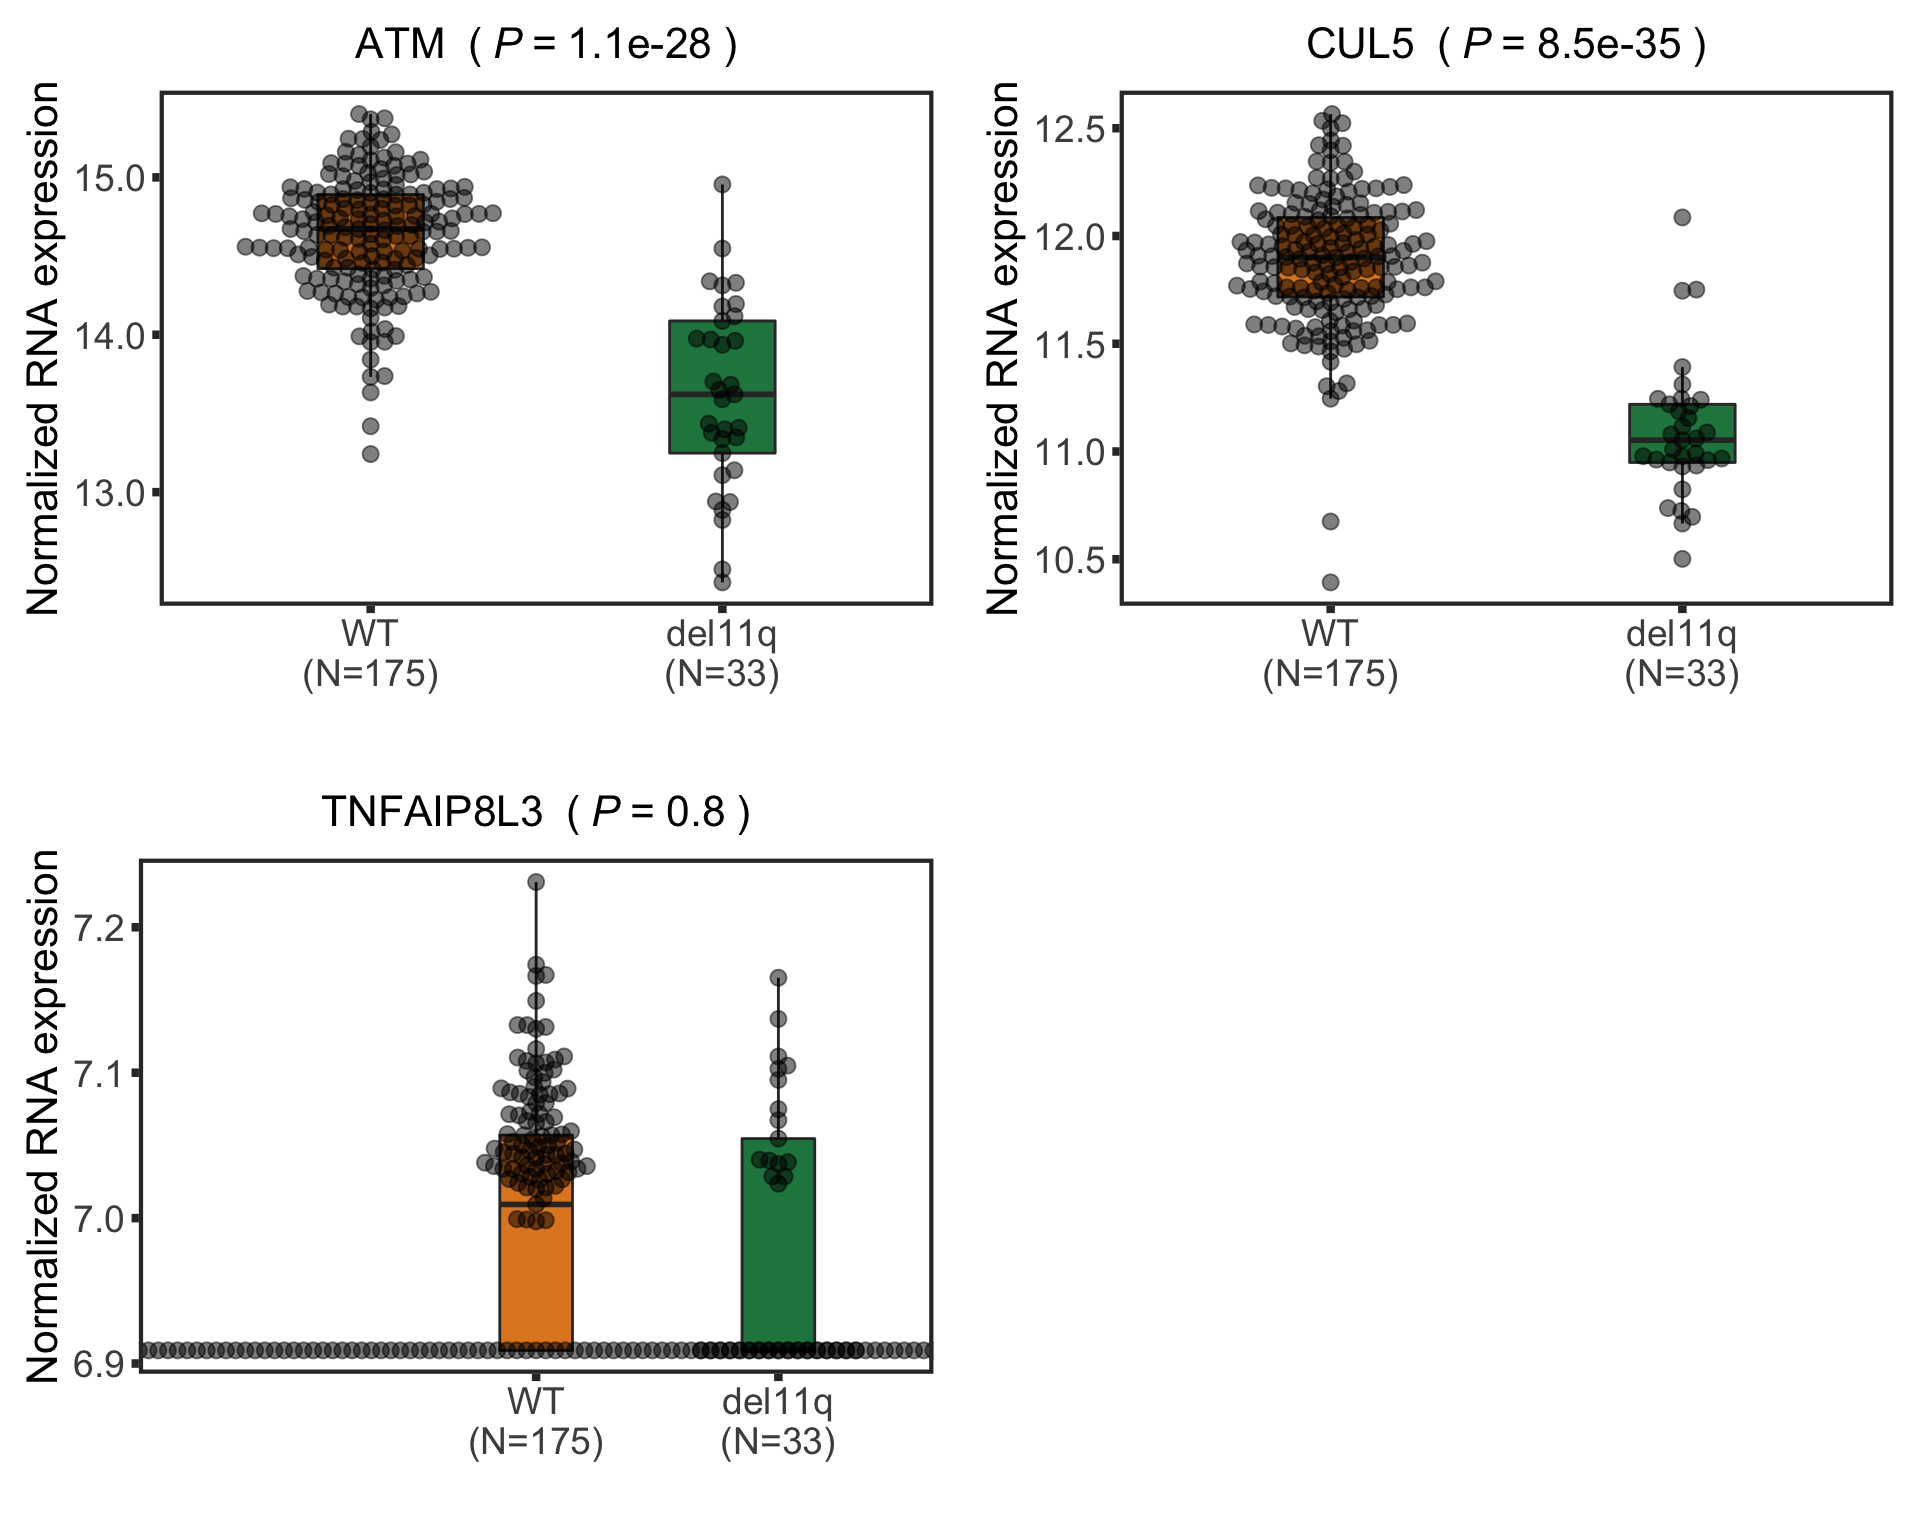 ATM ( P = 1.1e-28 )
Normalized RNA expression
15.0
14.0
13.0
WT
(N=175)
del11q
(N=33)
CUL5 ( P = 8.5e-35 )
Normalized RNA expression
12.5
12.0
11.5
11.0
10.5
WT
(N=175)
del11q
(N=33)
TNFAIP8L3 ( P = 0.8 )
Normalized RNA expression
7.2
7.1
7.0
6.9
WT
(N=175)
del11q
(N=33)